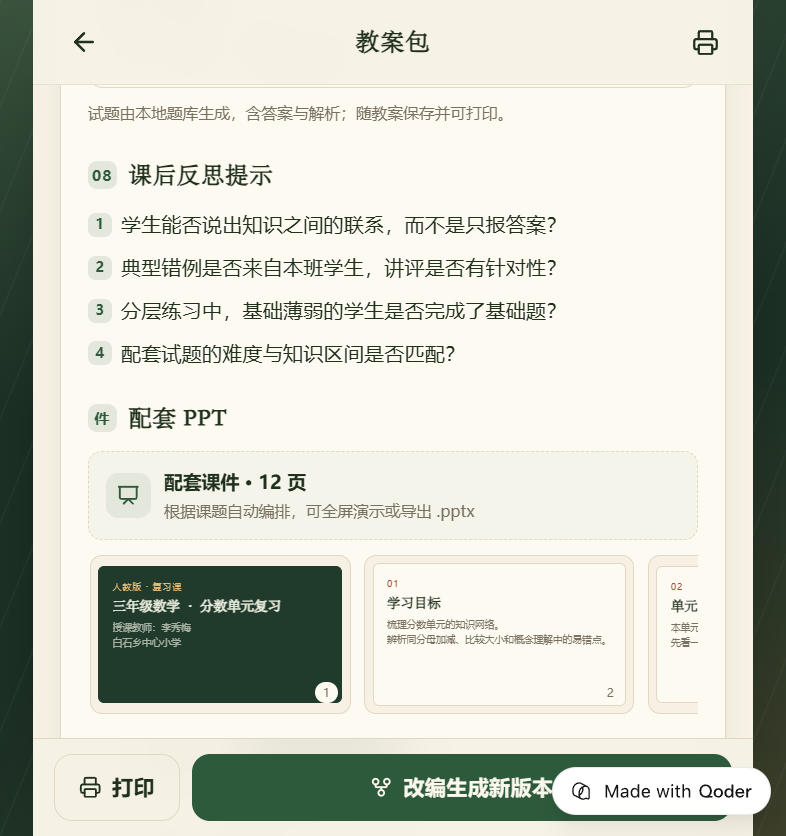 教案包
试题由本地题库生成，含答案与解析；随教案保存并可打印。
08 课后反思提示
1 学生能否说出知识之间的联系，而不是只报答案？
2 典型错例是否来自本班学生，讲评是否有针对性？
3 分层练习中，基础薄弱的学生是否完成了基础题？
4 配套试题的难度与知识区间是否匹配？
件 配套 PPT
配套课件 • 12 页
根据课题自动编排，可全屏演示或导出 .pptx
人教版 · 复习课
三年级数学 · 分数单元复习
授课教师：李秀梅
白石乡中心小学
1
01
学习目标
梳理分数单元的知识网络。
辨析同分母加减、比较大小和概念理解中的易错点。
2
02
单元
本单元
先看一
打印
改编生成新版本
Made with Qoder